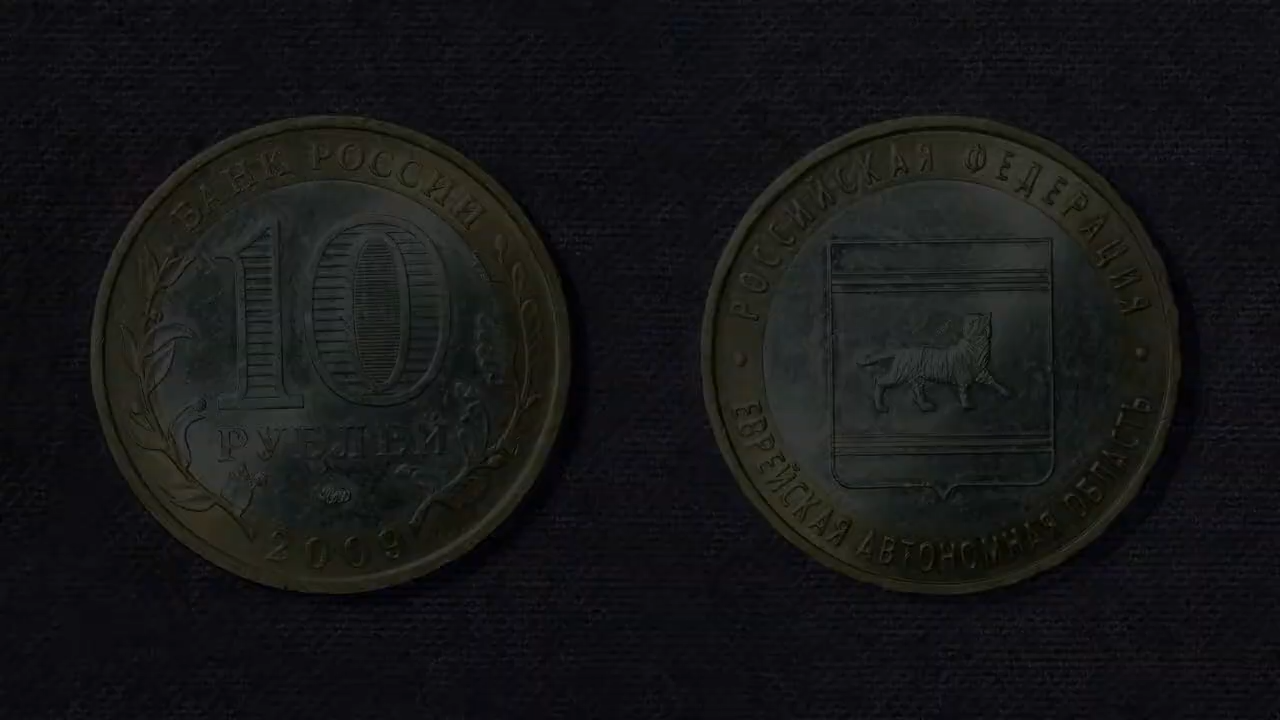 БАНК РОССИИ
10
РУБЛЕЙ
2009
РОССИЙСКАЯ ФЕДЕРАЦИЯ
ЕВРЕЙСКАЯ АВТОНОМНАЯ ОБЛАСТЬ